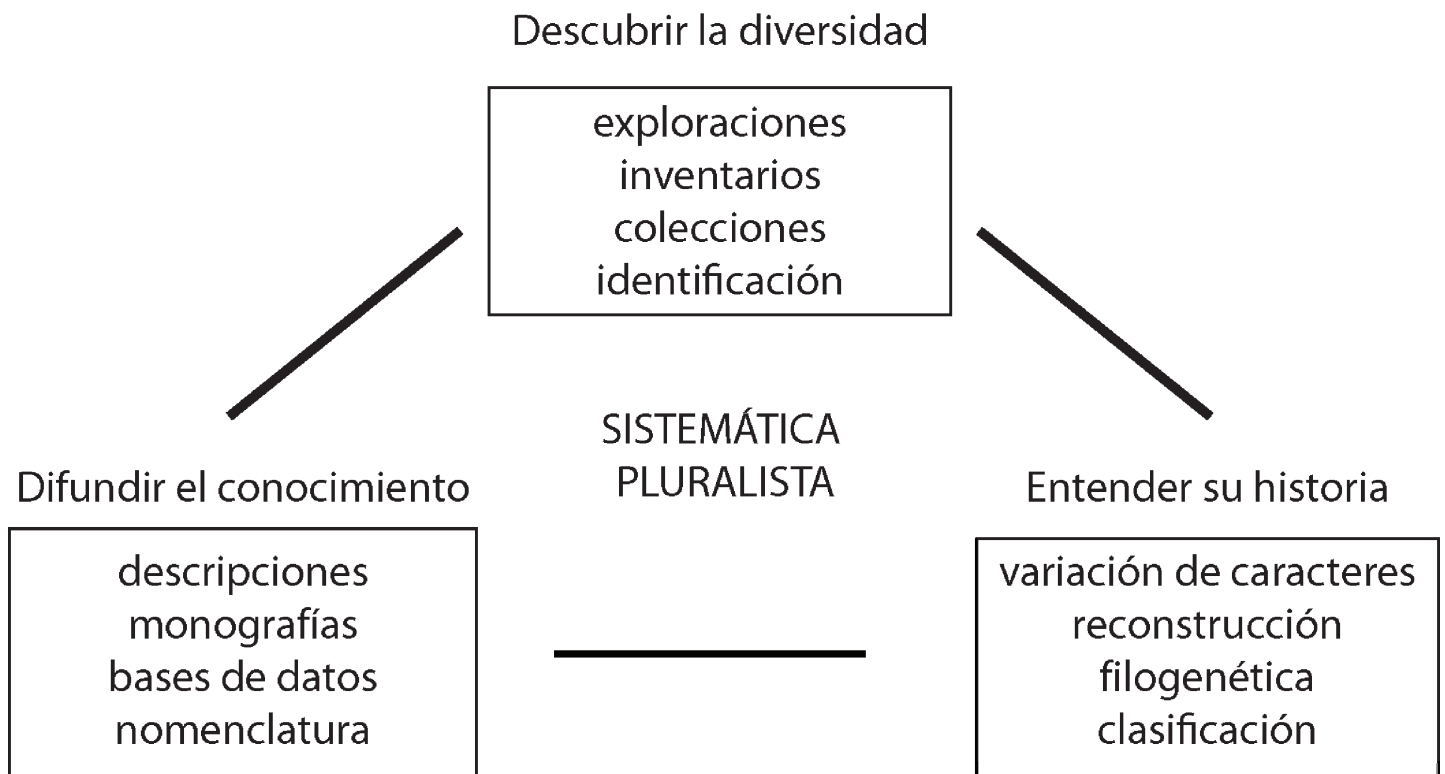 Descubrir la diversidad
exploraciones
inventarios
colecciones
identificación
SISTEMÁTICA
PLURALISTA
Difundir el conocimiento
descripciones
monografías
bases de datos
nomenclatura
Entender su historia
variación de caracteres
reconstrucción
filogenética
clasificación